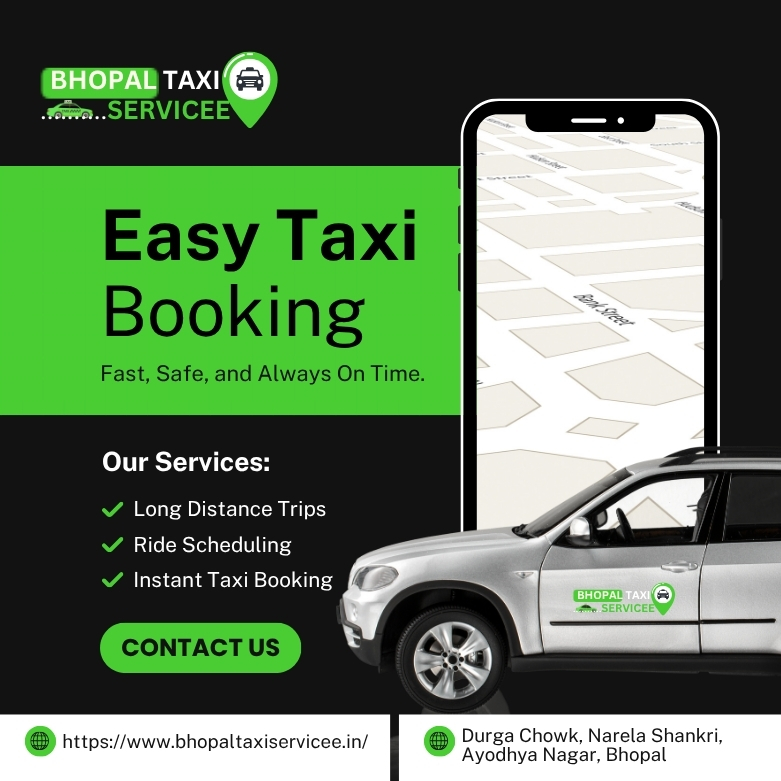 BHOPAL TAXI
SERVICEE
Easy Taxi
Booking
Fast, Safe, and Always On Time.
Bank Street
Our Services:
Long Distance Trips
Ride Scheduling
Instant Taxi Booking
BHOPAL TAXI
SERVICEE
CONTACT US
https://www.bhopaltaxiservicee.in/
Durga Chowk, Narela Shankri,
Ayodhya Nagar, Bhopal